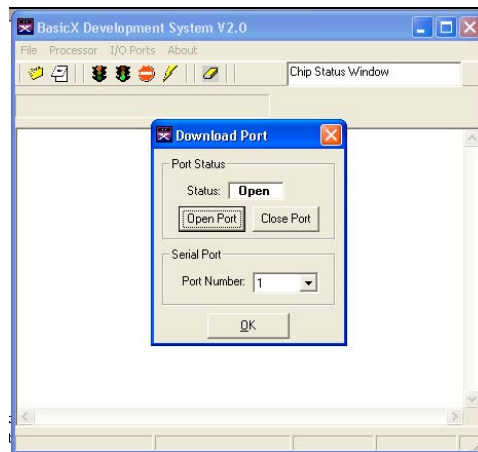 BasicX Development System V2.0
File Processor I/O Ports About
Chip Status Window
Download Port
Port Status
Status: Open
Open Port Close Port
Serial Port
Port Number: 1
OK